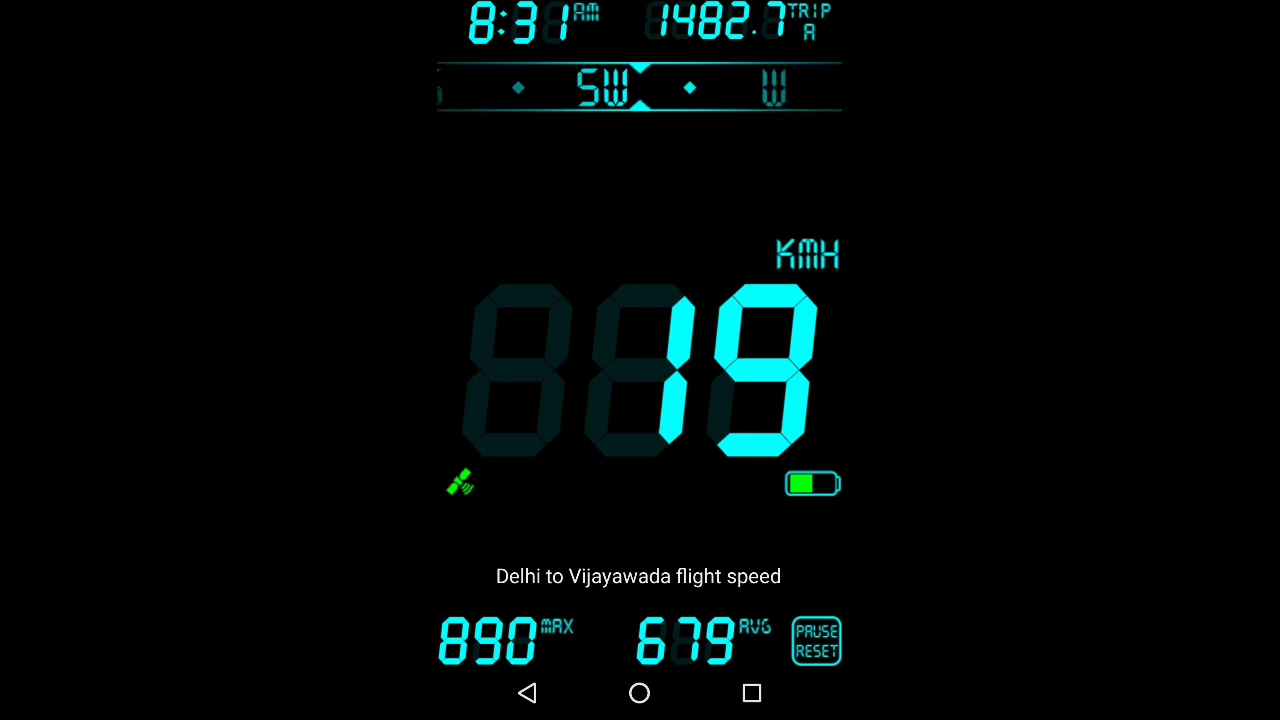 8:31 AM 1482.7 TRIP A
SW W
KMH
19
Delhi to Vijayawada flight speed
890 MAX 679 AVG PAUSE RESET